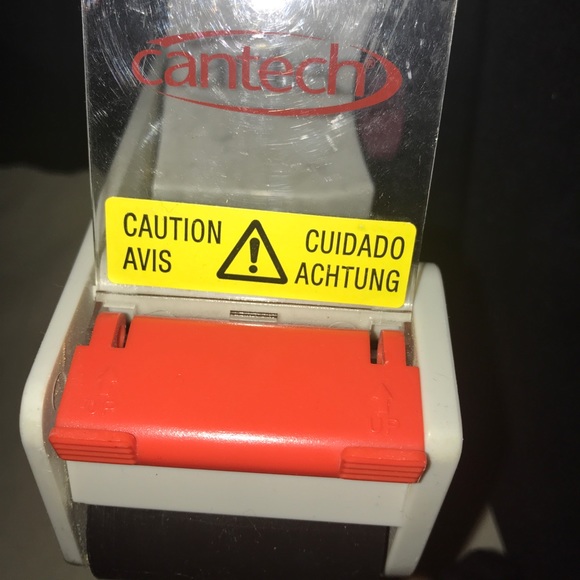 cantech
CAUTION
AVIS
CUIDADO
ACHTUNG
UP
UP